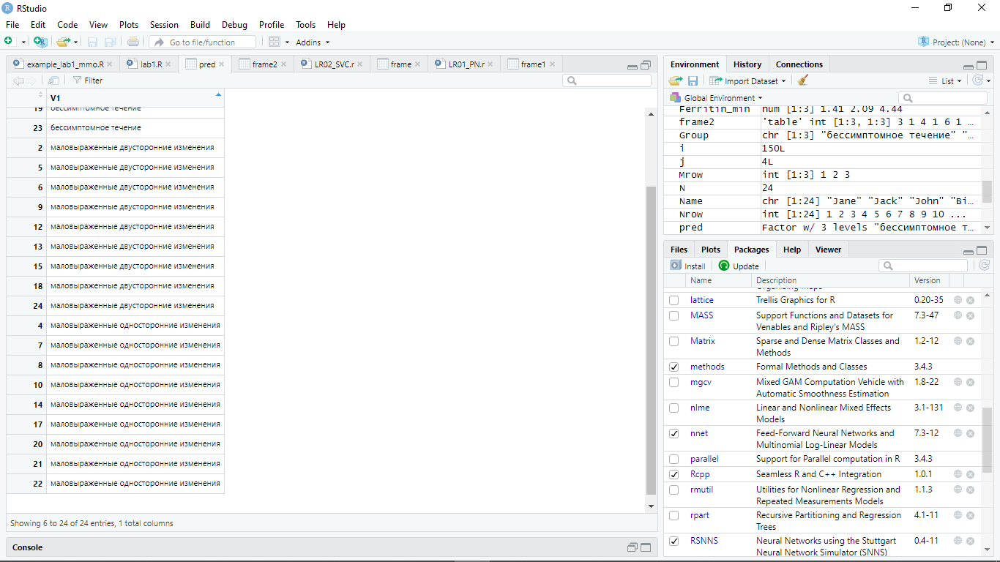 RStudio
File Edit Code View Plots Session Build Debug Profile Tools Help
Go to file/function Addins Project: (None)
example_lab1_mmo.R lab1.R pred frame2 LR02_SVC.r frame LR01_PN.r frame1
Filter
V1
19 бессимптомное течение
23 бессимптомное течение
2 маловыраженные двусторонние изменения
5 маловыраженные двусторонние изменения
6 маловыраженные двусторонние изменения
9 маловыраженные двусторонние изменения
12 маловыраженные двусторонние изменения
13 маловыраженные двусторонние изменения
15 маловыраженные двусторонние изменения
18 маловыраженные двусторонние изменения
24 маловыраженные двусторонние изменения
4 маловыраженные односторонние изменения
7 маловыраженные односторонние изменения
8 маловыраженные односторонние изменения
10 маловыраженные односторонние изменения
14 маловыраженные односторонние изменения
17 маловыраженные односторонние изменения
20 маловыраженные односторонние изменения
21 маловыраженные односторонние изменения
22 маловыраженные односторонние изменения
Showing 6 to 24 of 24 entries, 1 total columns
Console
Environment History Connections
Import Dataset List
Global Environment
Ferritin_min num [1:3] 1.41 2.09 4.44
frame2 'table' int [1:3, 1:3] 3 1 4 1 6 1 …
Group chr [1:3] "бессимптомное течение" "…
i 150L
j 4L
Mrow int [1:3] 1 2 3
N 24
Name chr [1:24] "Jane" "Jack" "John" "Bi…
Nrow int [1:24] 1 2 3 4 5 6 7 8 9 10 ...
pred Factor w/ 3 levels "бессимптомное т…
Files Plots Packages Help Viewer
Install Update
Name Description Version
Organising Maps
lattice Trellis Graphics for R 0.20-35
MASS Support Functions and Datasets for 7.3-47
Venables and Ripley's MASS
Matrix Sparse and Dense Matrix Classes and 1.2-12
Methods
methods Formal Methods and Classes 3.4.3
mgcv Mixed GAM Computation Vehicle with 1.8-22
Automatic Smoothness Estimation
nlme Linear and Nonlinear Mixed Effects 3.1-131
Models
nnet Feed-Forward Neural Networks and 7.3-12
Multinomial Log-Linear Models
parallel Support for Parallel computation in R 3.4.3
Rcpp Seamless R and C++ Integration 1.0.1
rmutil Utilities for Nonlinear Regression and 1.1.3
Repeated Measurements Models
rpart Recursive Partitioning and Regression 4.1-11
Trees
RSNNS Neural Networks using the Stuttgart 0.4-11
Neural Network Simulator (SNNS)